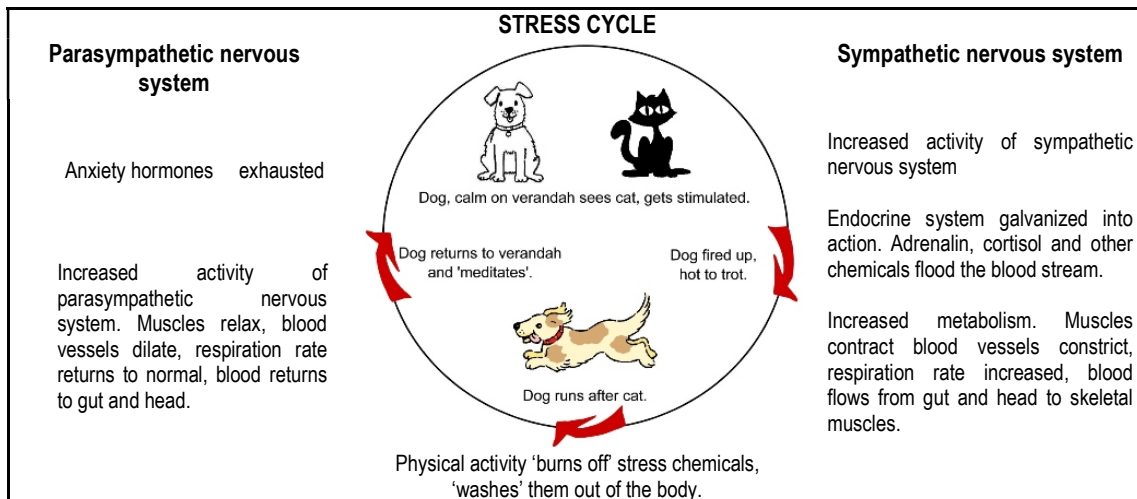 STRESS CYCLE
Parasympathetic nervous
system
Anxiety hormones exhausted
Increased activity of
parasympathetic nervous
system. Muscles relax, blood
vessels dilate, respiration rate
returns to normal, blood returns
to gut and head.
Dog, calm on verandah sees cat, gets stimulated.
Dog returns to verandah
and 'meditates'.
Dog fired up,
hot to trot.
Dog runs after cat.
Physical activity ‘burns off’ stress chemicals,
‘washes’ them out of the body.
Sympathetic nervous system
Increased activity of sympathetic
nervous system
Endocrine system galvanized into
action. Adrenalin, cortisol and other
chemicals flood the blood stream.
Increased metabolism. Muscles
contract blood vessels constrict,
respiration rate increased, blood
flows from gut and head to skeletal
muscles.